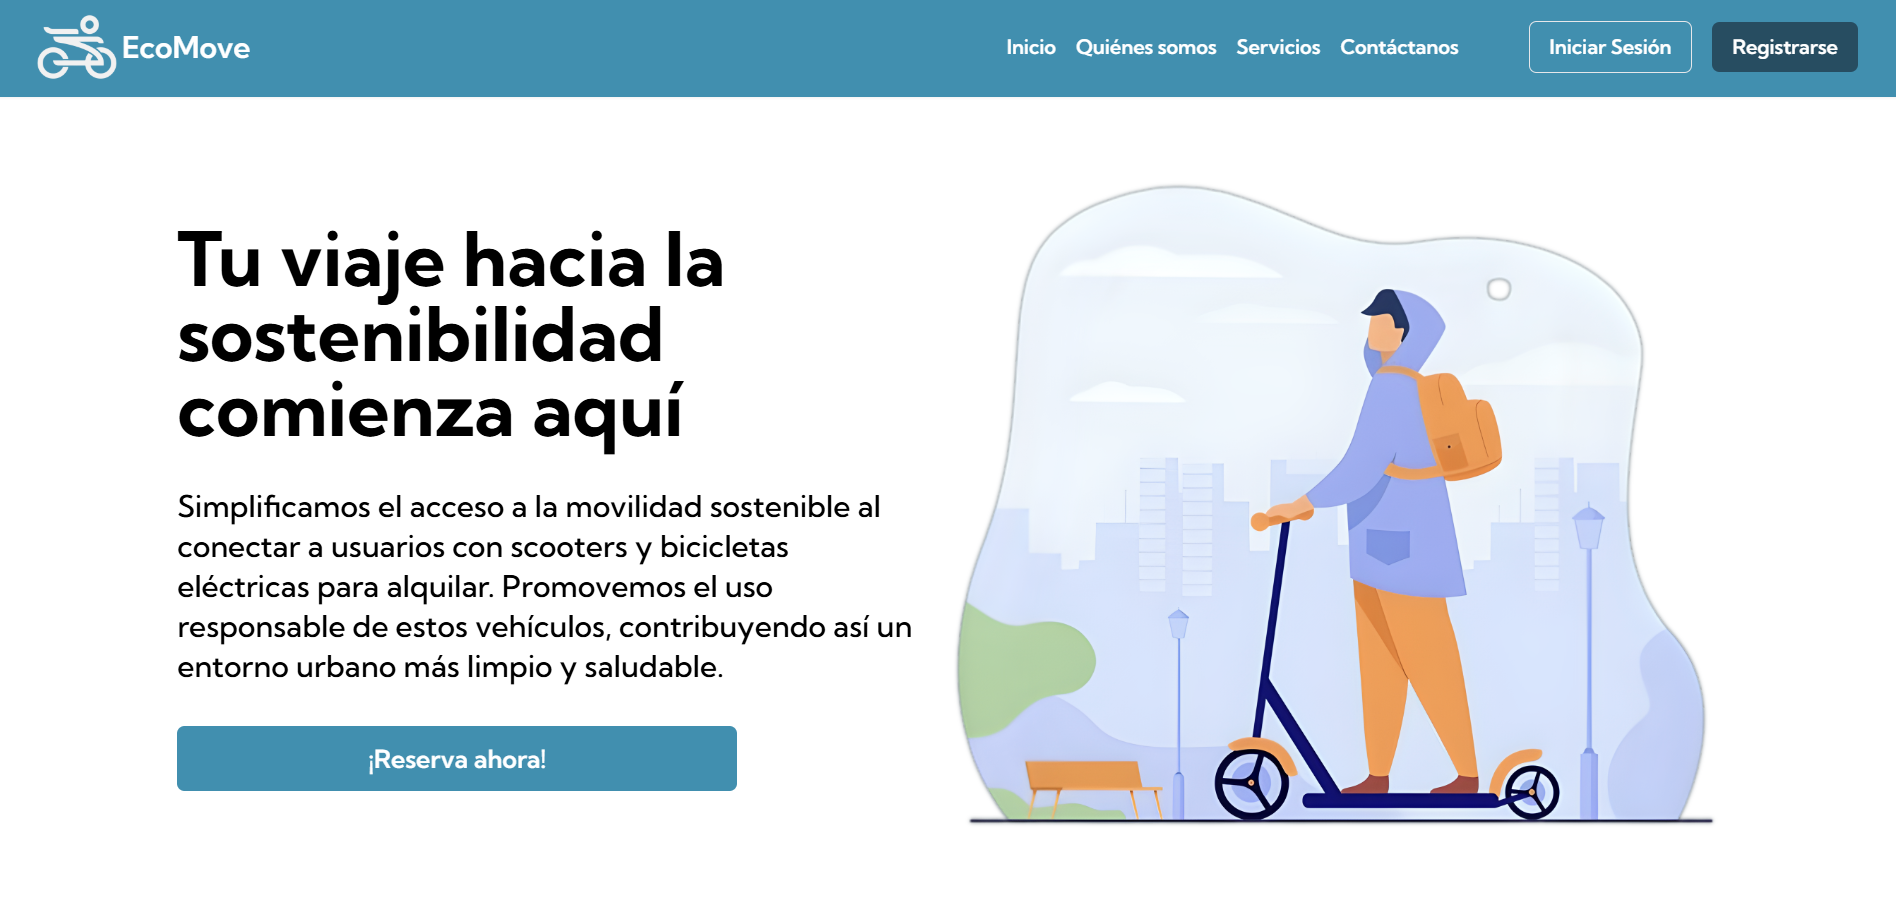 EcoMove
Inicio Quiénes somos Servicios Contáctanos Iniciar Sesión Registrarse
Tu viaje hacia la
sostenibilidad
comienza aquí
Simplificamos el acceso a la movilidad sostenible al
conectar a usuarios con scooters y bicicletas
eléctricas para alquilar. Promovemos el uso
responsable de estos vehículos, contribuyendo así un
entorno urbano más limpio y saludable.
¡Reserva ahora!